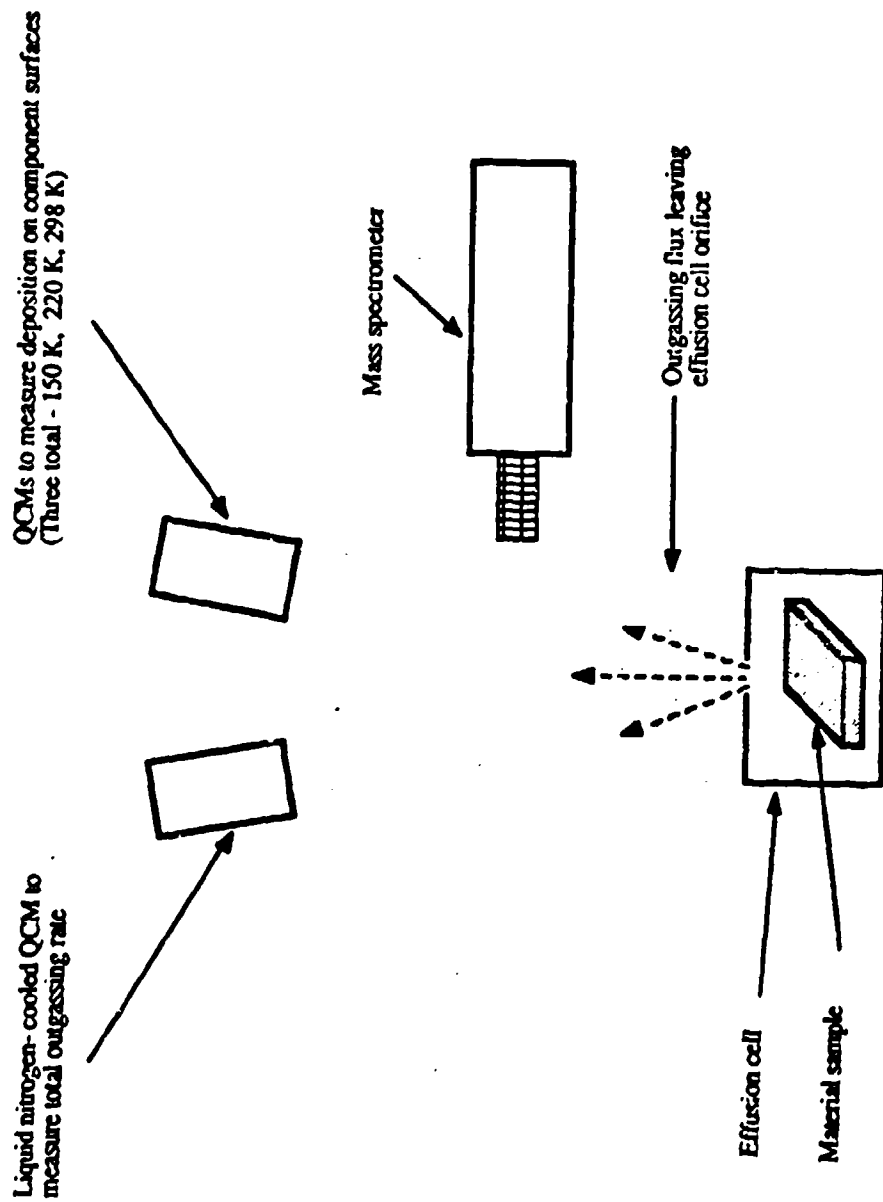 Liquid nitrogen- cooled QCM to
measure total outgassing rate
QCMs to measure deposition on component surfaces
(Three total - 150 K, 220 K, 298 K)
Mass spectrometer
Outgassing flux leaving
effusion cell orifice
Effusion cell
Material sample